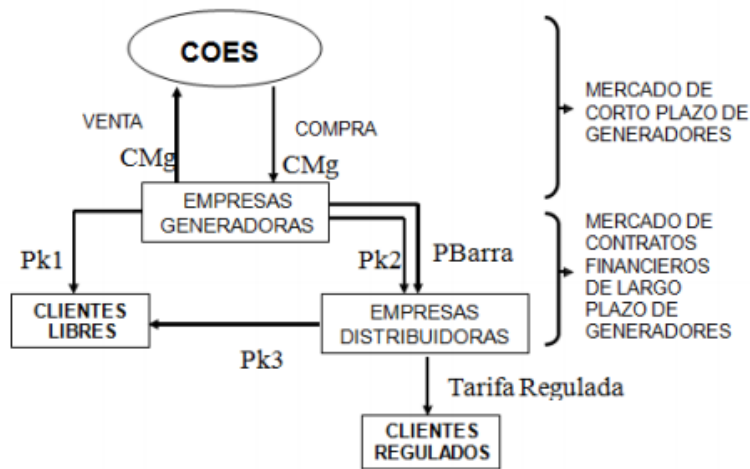 COES
VENTA
COMPRA
CMg
CMg
MERCADO DE
CORTO PLAZO DE
GENERADORES
EMPRESAS
GENERADORAS
Pk1
Pk2
PBarra
MERCADO DE
CONTRATOS
FINANCIEROS
DE LARGO
PLAZO DE
GENERADORES
CLIENTES
LIBRES
EMPRESAS
DISTRIBUIDORAS
Pk3
Tarifa Regulada
CLIENTES
REGULADOS